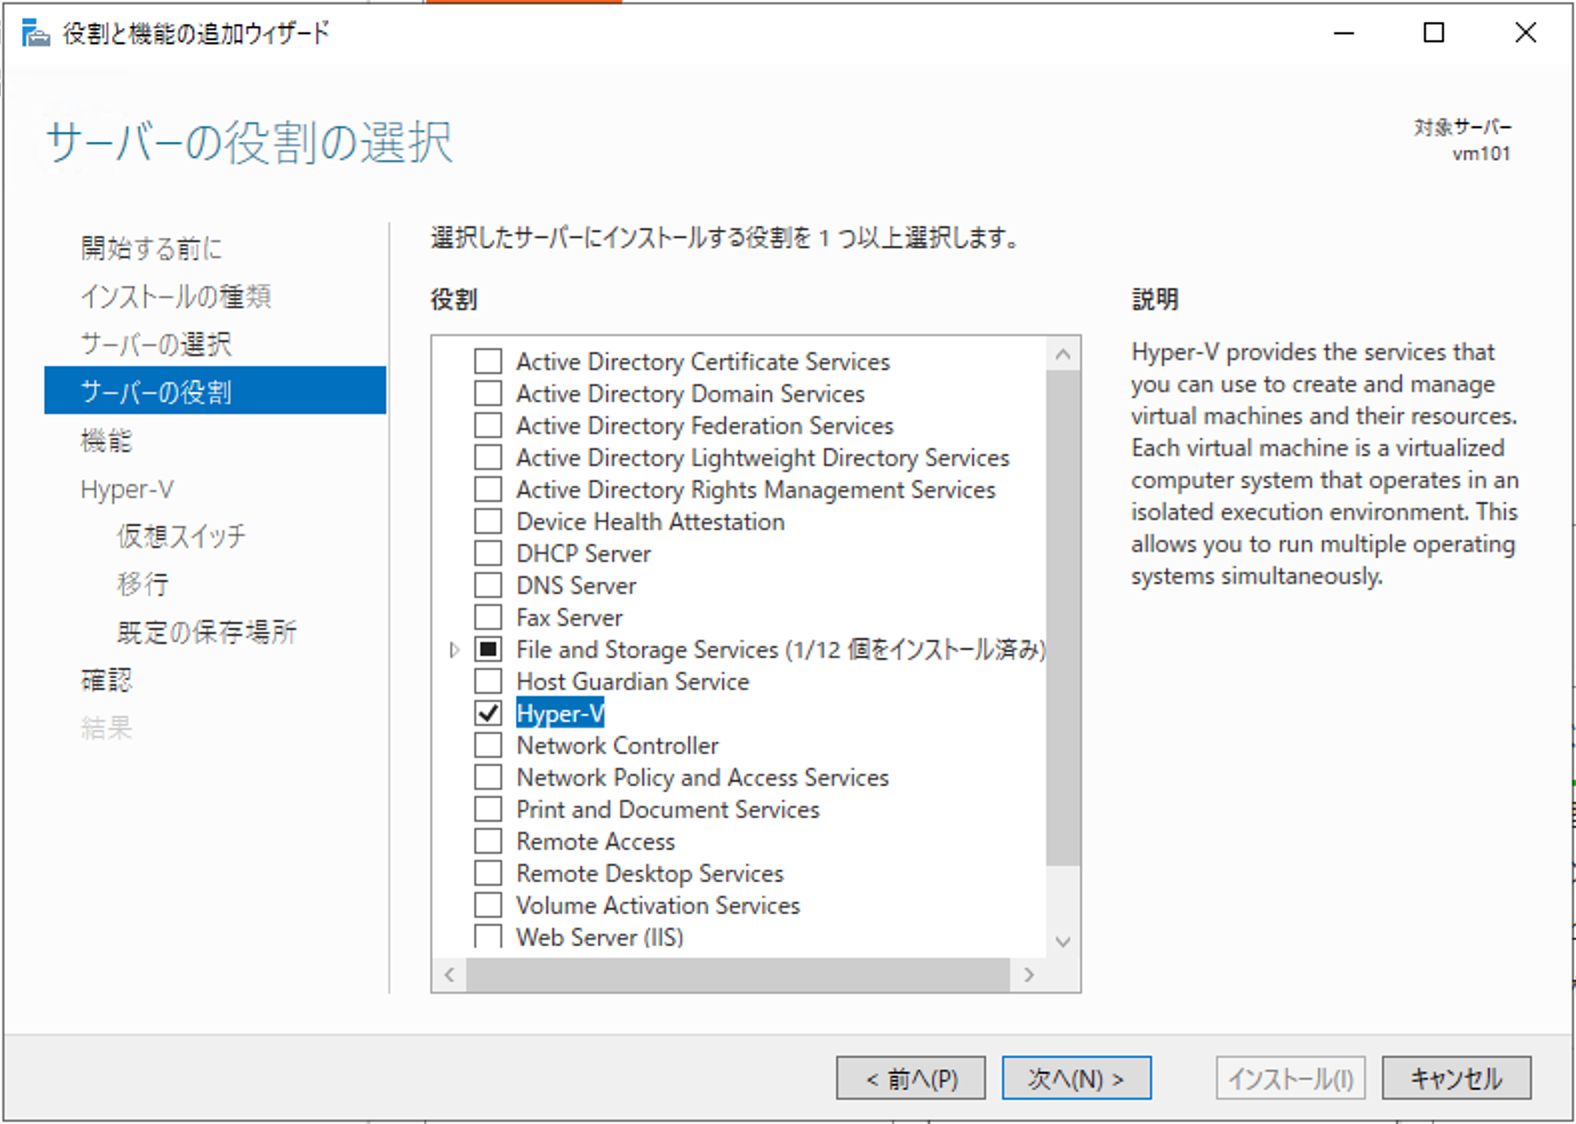 役割と機能の追加ウィザード
サーバーの役割の選択
対象サーバー
vm101
開始する前に
インストールの種類
サーバーの選択
サーバーの役割
機能
Hyper-V
仮想スイッチ
移行
既定の保存場所
確認
結果
選択したサーバーにインストールする役割を 1 つ以上選択します。
役割
Active Directory Certificate Services
Active Directory Domain Services
Active Directory Federation Services
Active Directory Lightweight Directory Services
Active Directory Rights Management Services
Device Health Attestation
DHCP Server
DNS Server
Fax Server
File and Storage Services (1/12 個をインストール済み)
Host Guardian Service
Hyper-V
Network Controller
Network Policy and Access Services
Print and Document Services
Remote Access
Remote Desktop Services
Volume Activation Services
Web Server (IIS)
説明
Hyper-V provides the services that
you can use to create and manage
virtual machines and their resources.
Each virtual machine is a virtualized
computer system that operates in an
isolated execution environment. This
allows you to run multiple operating
systems simultaneously.
< 前へ(P)
次へ(N) >
インストール(I)
キャンセル